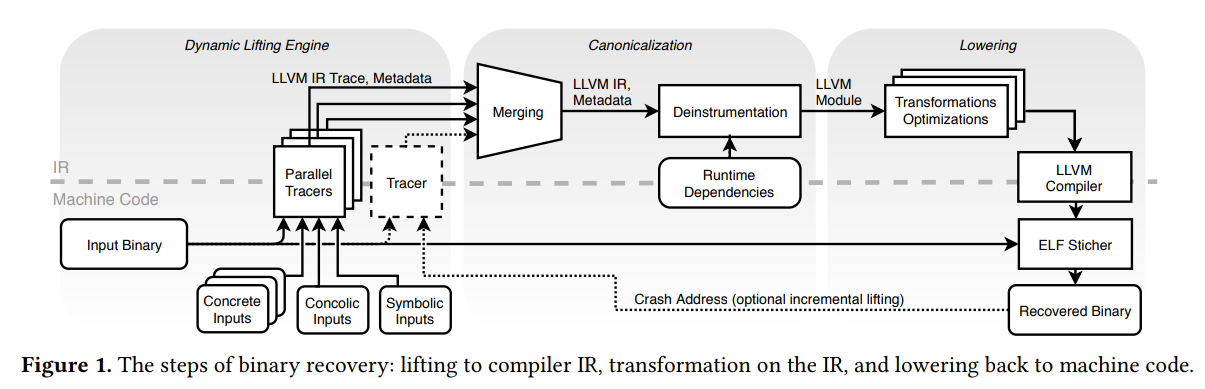 Dynamic Lifting Engine
Canonicalization
Lowering
LLVM IR Trace, Metadata
Merging
LLVM IR,
Metadata
Deinstrumentation
LLVM
Module
Transformations
Optimizations
IR
Machine Code
Parallel
Tracers
Tracer
Runtime
Dependencies
LLVM
Compiler
Input Binary
ELF Sticher
Concrete
Inputs
Concolic
Inputs
Symbolic
Inputs
Crash Address (optional incremental lifting)
Recovered Binary
Figure 1. The steps of binary recovery: lifting to compiler IR, transformation on the IR, and lowering back to machine code.